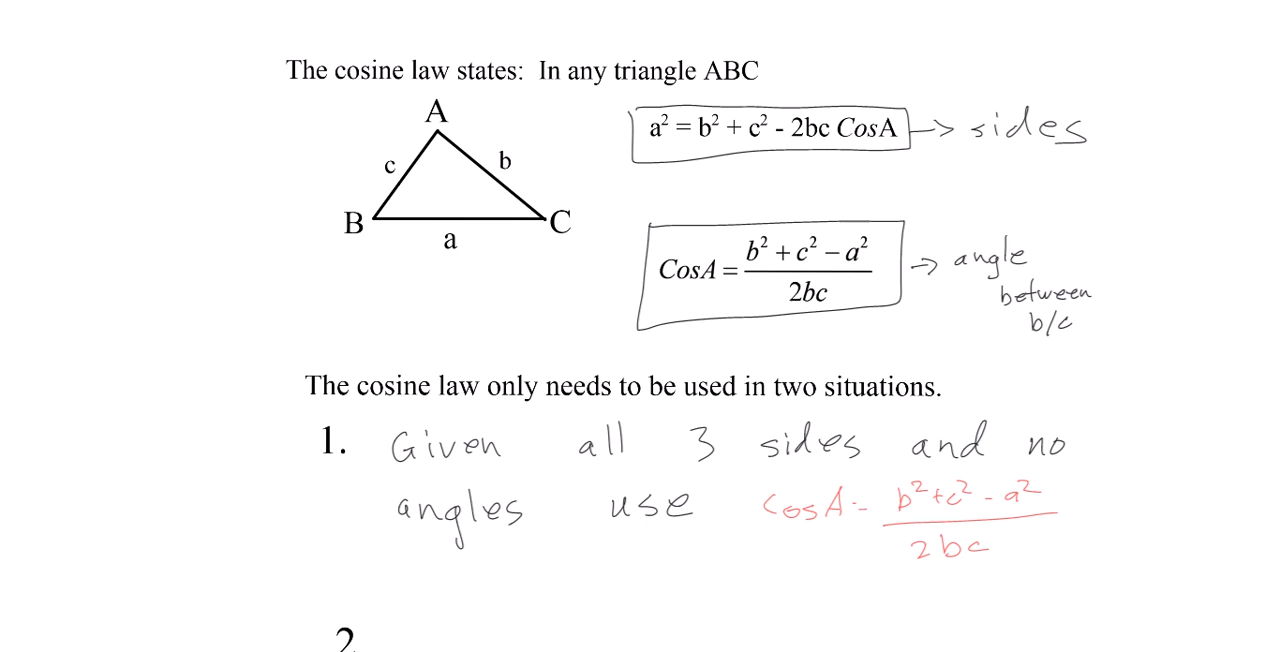 The cosine law states: In any triangle ABC
A
a² = b² + c² - 2bc CosA -> sides
c
b
B
C
a
CosA = (b² + c² − a²) / 2bc -> angle
between
b/c
The cosine law only needs to be used in two situations.
1. Given all 3 sides and no
angles use cosA = (b²+c² - a²) / 2bc
2